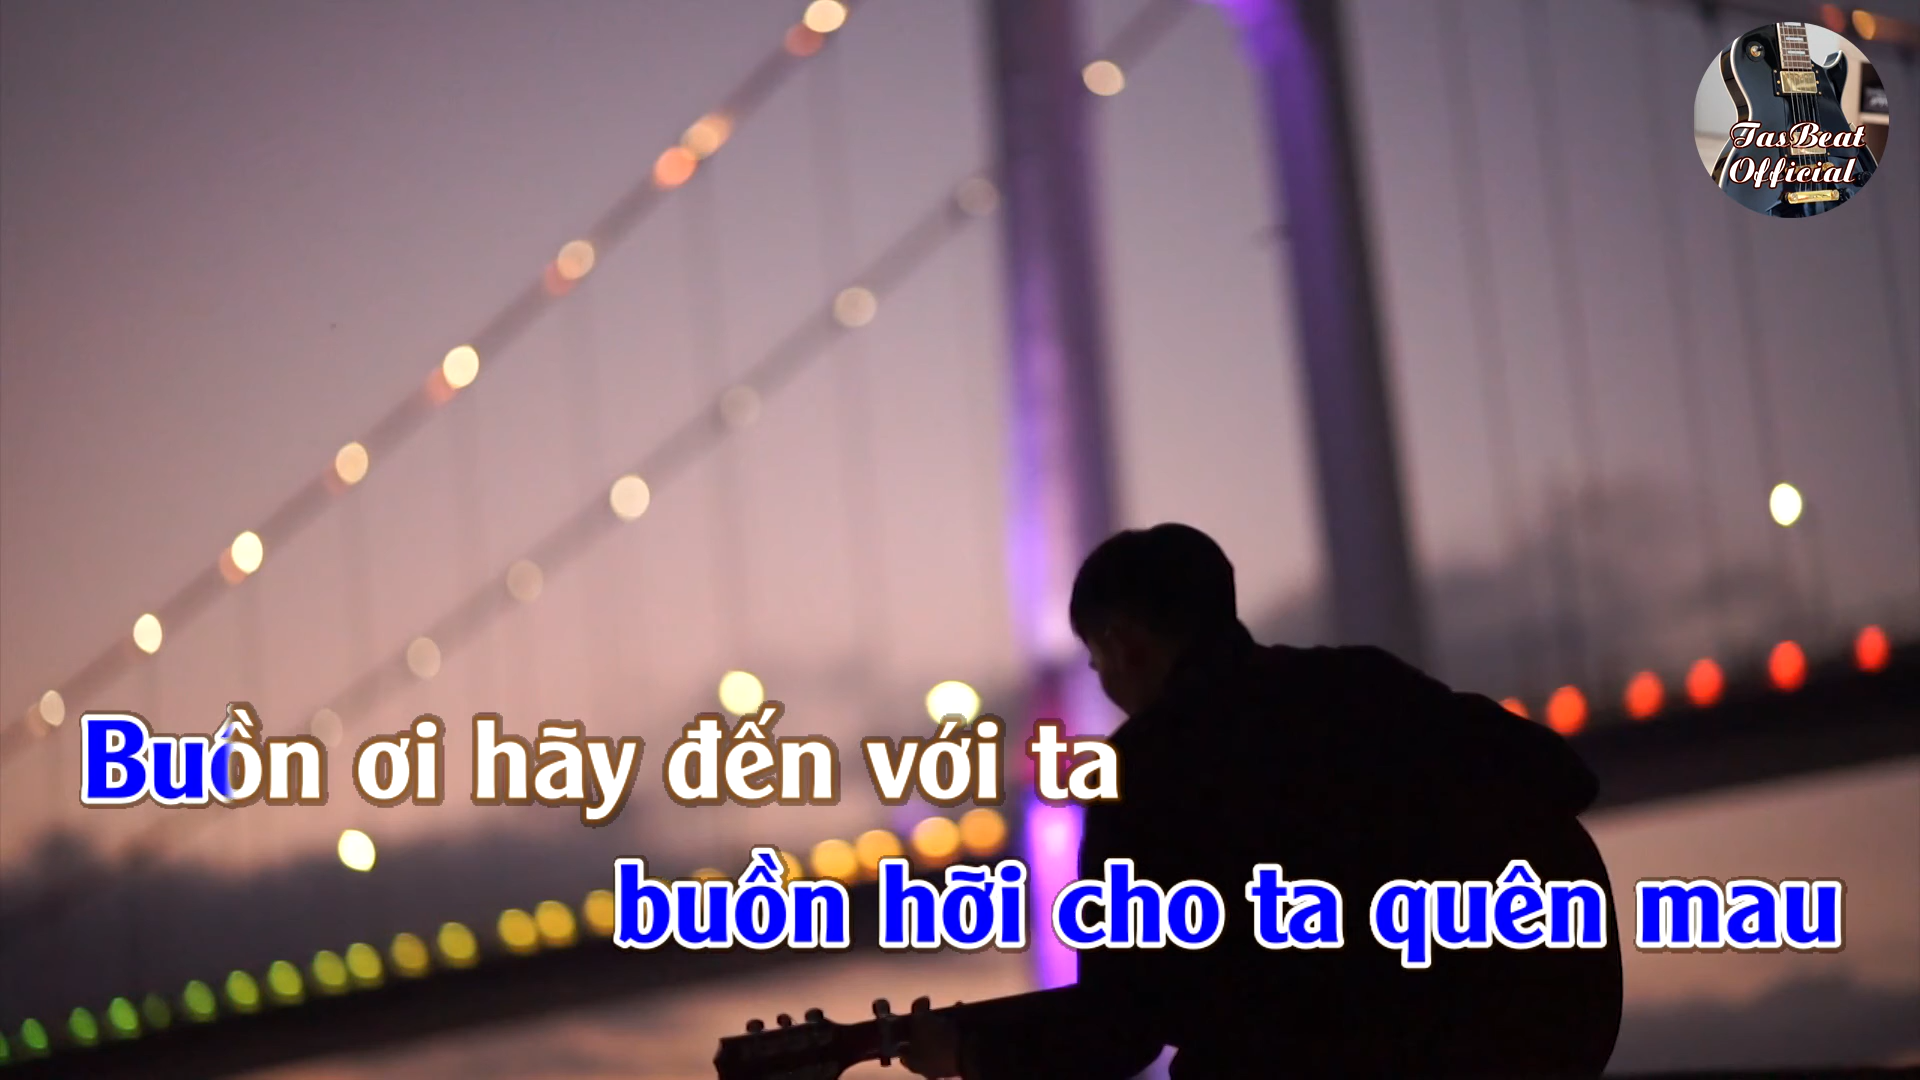 TasBeat
Official
Buồn ơi hãy đến với ta
buồn hỡi cho ta quên mau